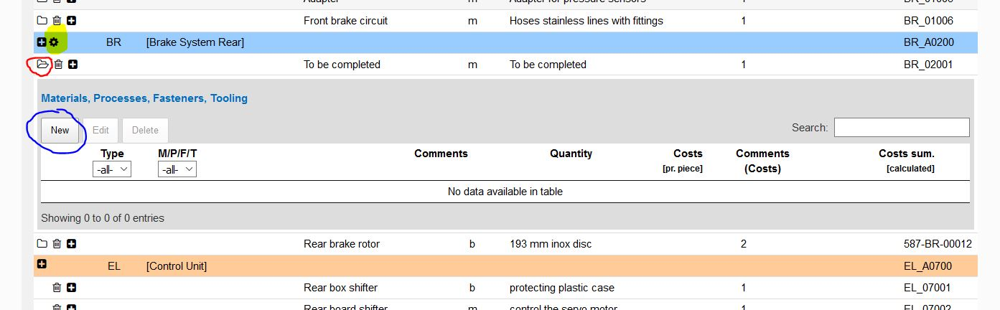 Adapter m Adapter for pressure sensors 1 BR_01005
Front brake circuit m Hoses stainless lines with fittings 1 BR_01006
BR [Brake System Rear] BR_A0200
To be completed m To be completed 1 BR_02001
Materials, Processes, Fasteners, Tooling
New Edit Delete Search:
Type M/P/F/T Comments Quantity Costs Comments Costs sum.
-all- -all- [pr. piece] (Costs) [calculated]
No data available in table
Showing 0 to 0 of 0 entries
Rear brake rotor b 193 mm inox disc 2 587-BR-00012
EL [Control Unit] EL_A0700
Rear box shifter b protecting plastic case 1 EL_07001
Rear board shifter m control the servo motor 1 EL_07002